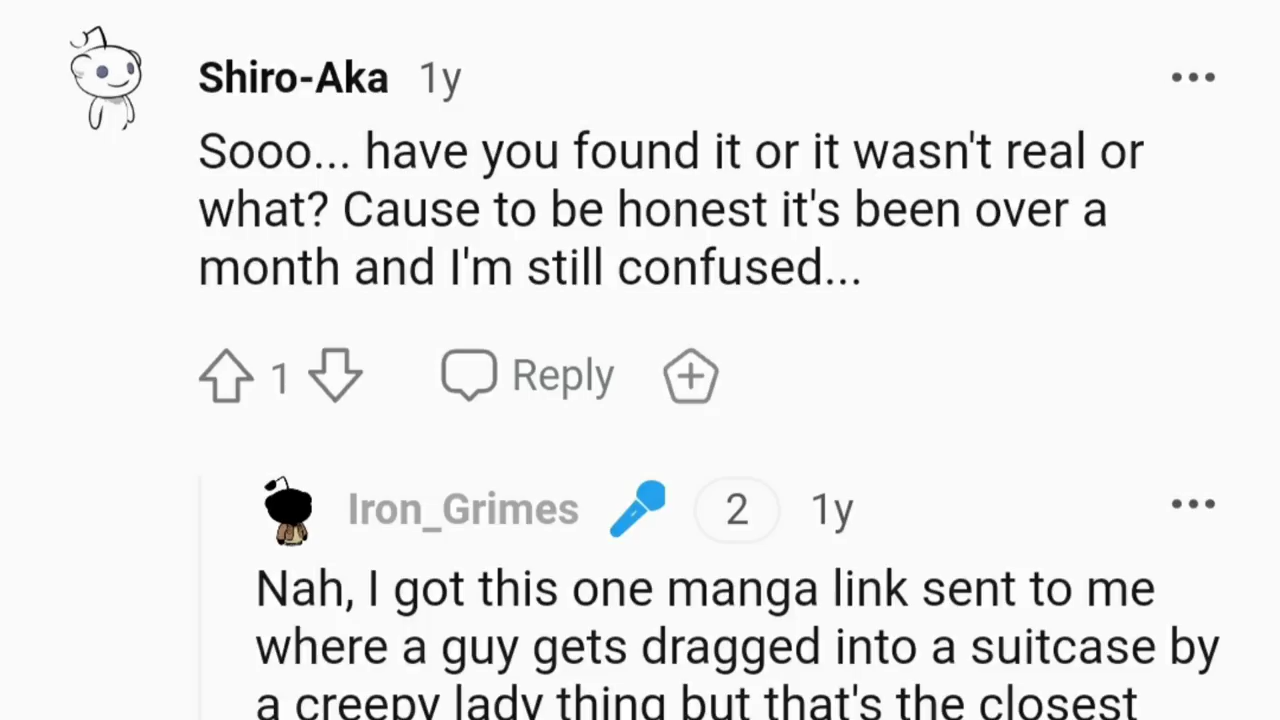 Shiro-Aka 1y
Sooo... have you found it or it wasn't real or
what? Cause to be honest it's been over a
month and I'm still confused...
1 Reply
Iron_Grimes 2 1y
Nah, I got this one manga link sent to me
where a guy gets dragged into a suitcase by
a creepy lady thing but that's the closest